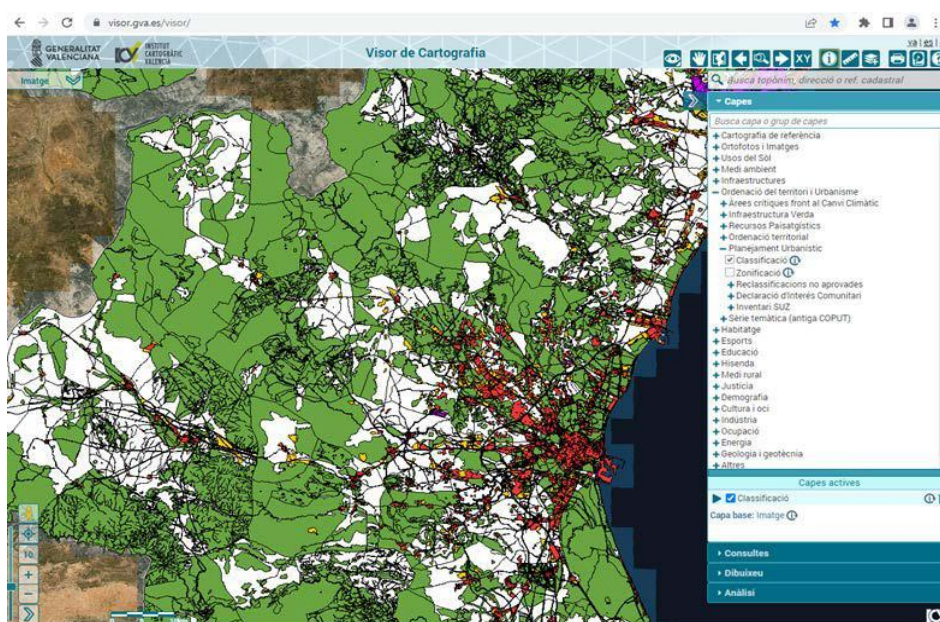 visor.gva.es/visor/
GENERALITAT
VALENCIANA
INSTITUT
CARTOGRÀFIC
VALENCIÀ
Visor de Cartografia
va | es |
XY
Imatge
Busca topònim, direcció o ref. cadastral
Capes
Busca capa o grup de capes
Cartografia de referència
Ortofotos i Imatges
Usos del Sòl
Medi ambient
Infraestructures
Ordenació del territori i Urbanisme
Àrees crítiques front al Canvi Climàtic
Infraestructura Verda
Recursos Paisatgístics
Ordenació territorial
Planejament Urbanístic
Classificació
Zonificació
Reclassificacions no aprovades
Declaració d'Interés Comunitari
Inventari SUZ
Sèrie temàtica (antiga COPUT)
Habitatge
Esports
Educació
Hisenda
Medi rural
Justícia
Demografia
Cultura i oci
Indústria
Ocupació
Energia
Geologia i geotècnia
Altres
Capes actives
Classificació
Capa base: Imatge
Consultes
Dibuixeu
Anàlisi
10